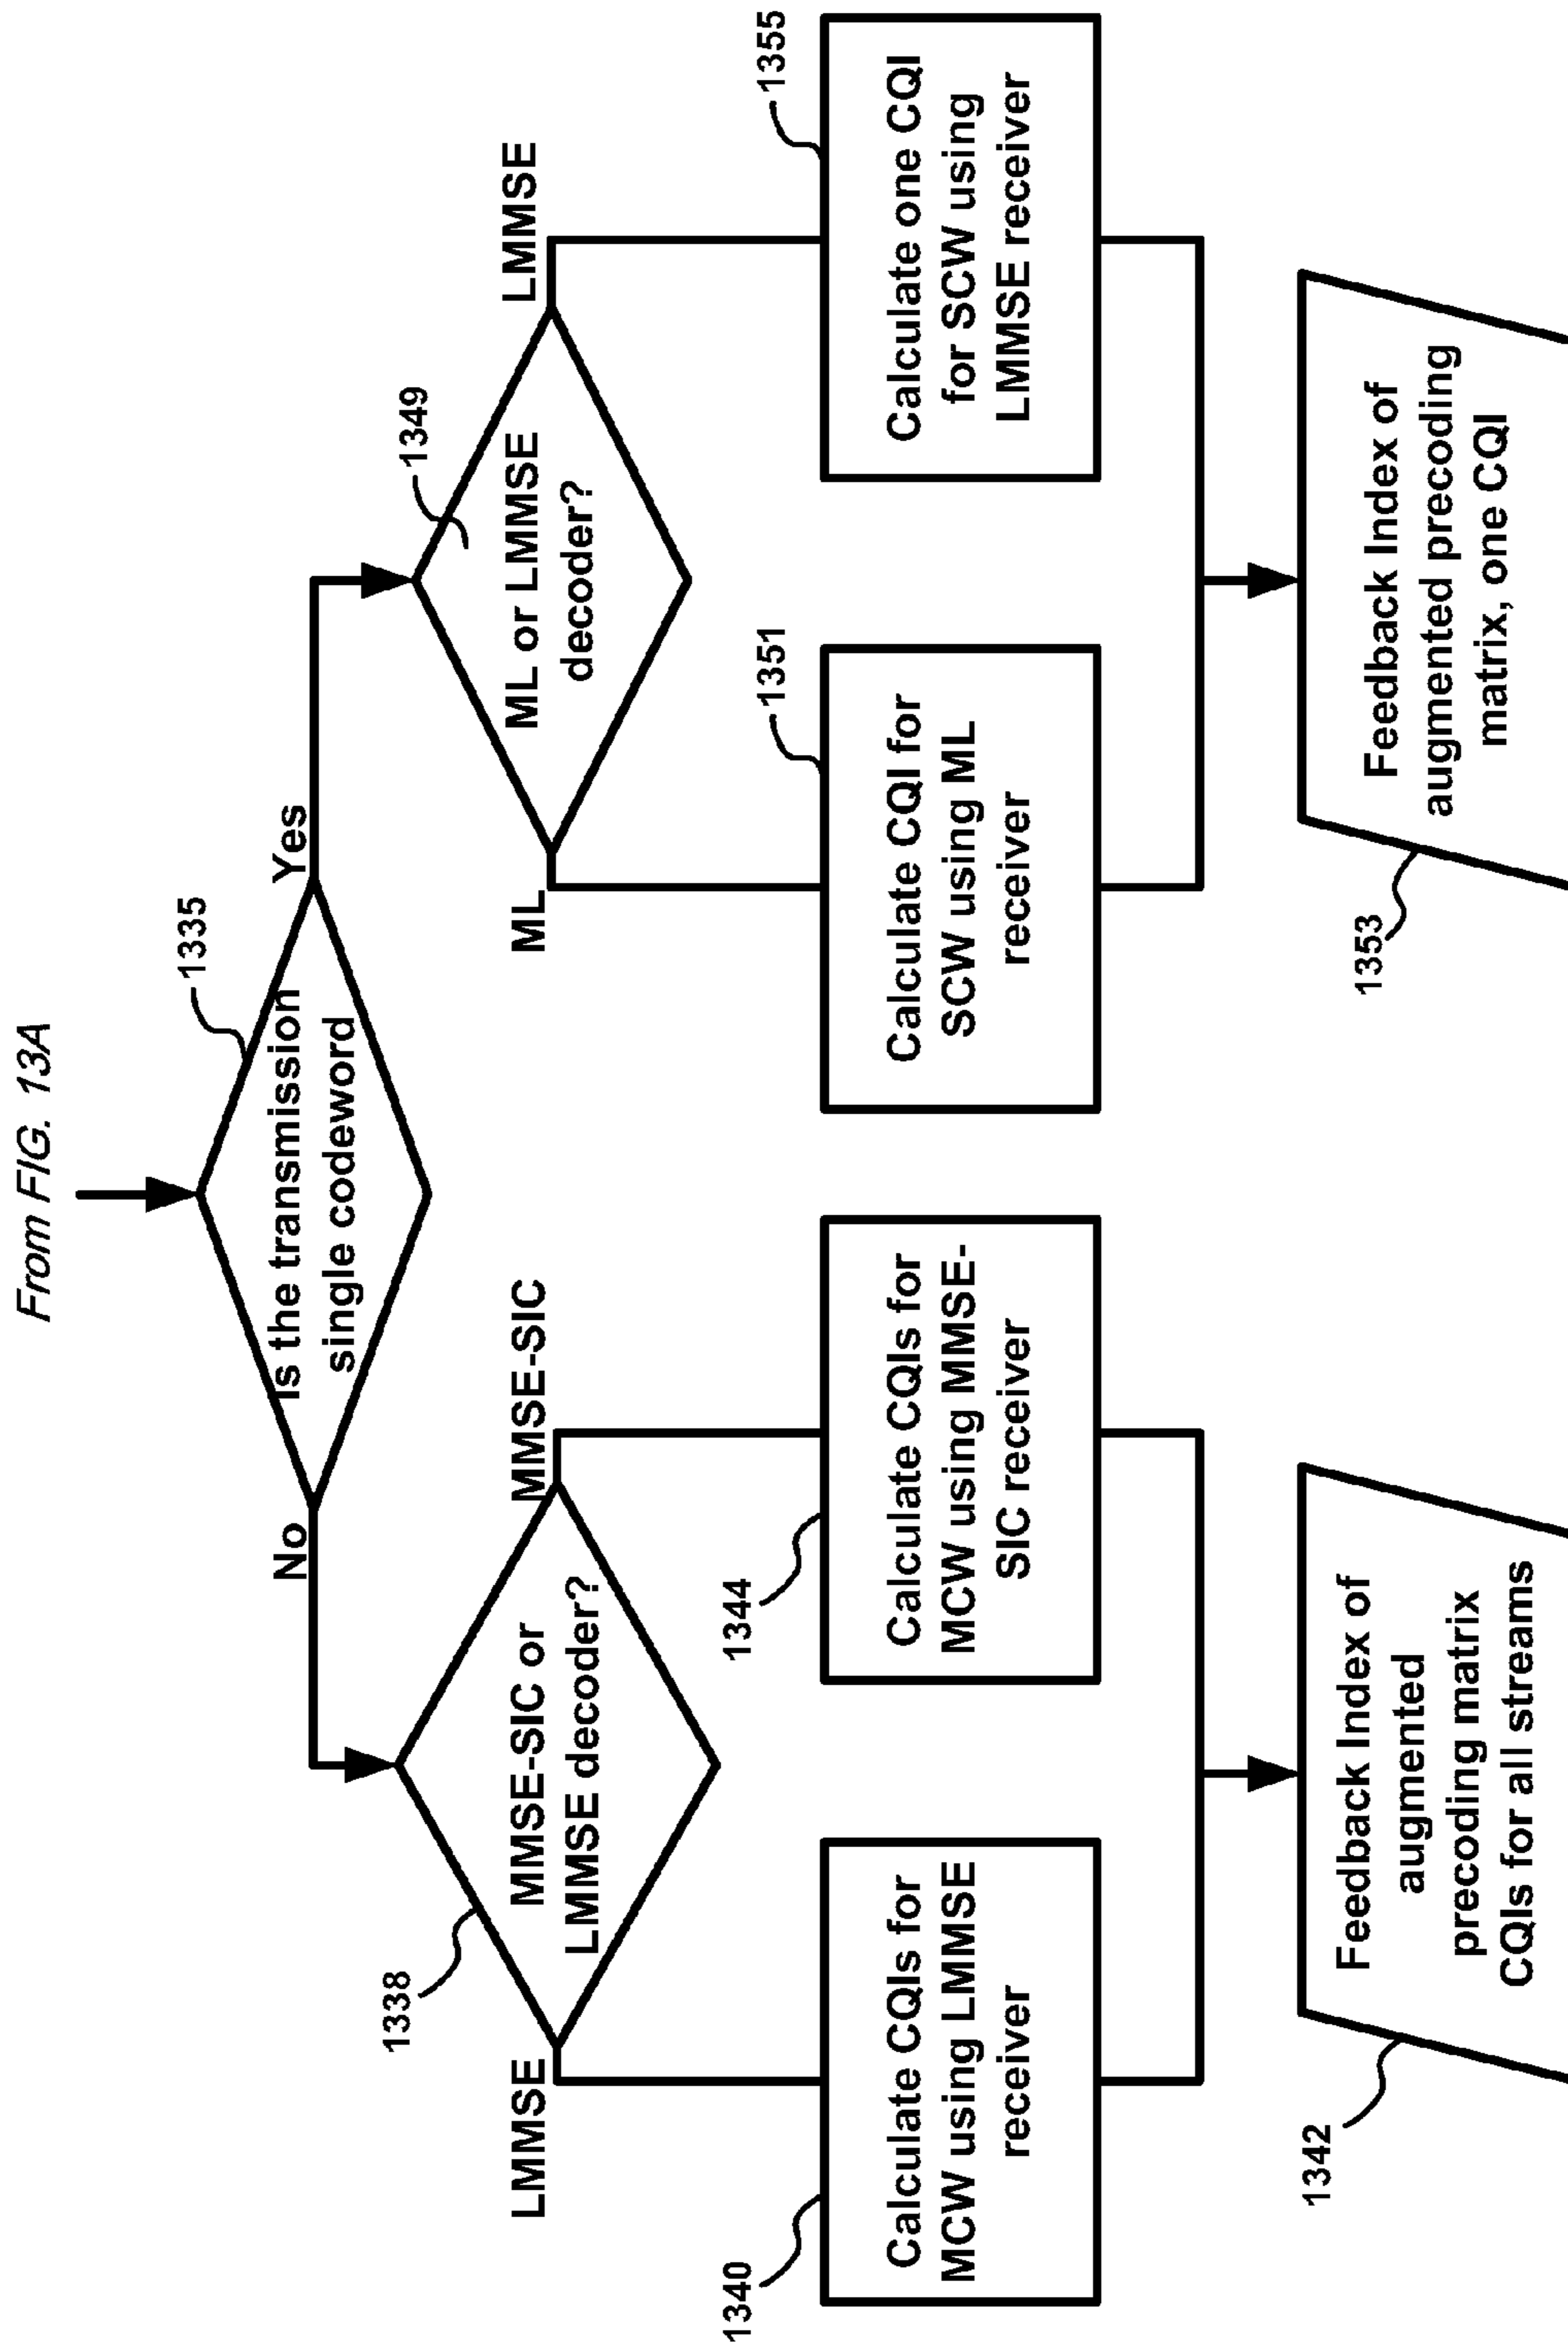 From FIG. 13A
1335
Is the transmission
single codeword
No
Yes
1338
MMSE-SIC or
LMMSE decoder?
LMMSE
MMSE-SIC
1349
ML or LMMSE
decoder?
ML
LMMSE
1340
Calculate CQIs for
MCW using LMMSE
receiver
1344
Calculate CQIs for
MCW using MMSE-
SIC receiver
1351
Calculate CQI for
SCW using ML
receiver
1355
Calculate one CQI
for SCW using
LMMSE receiver
1342
Feedback Index of
augmented
precoding matrix
CQIs for all streams
1353
Feedback Index of
augmented precoding
matrix, one CQI